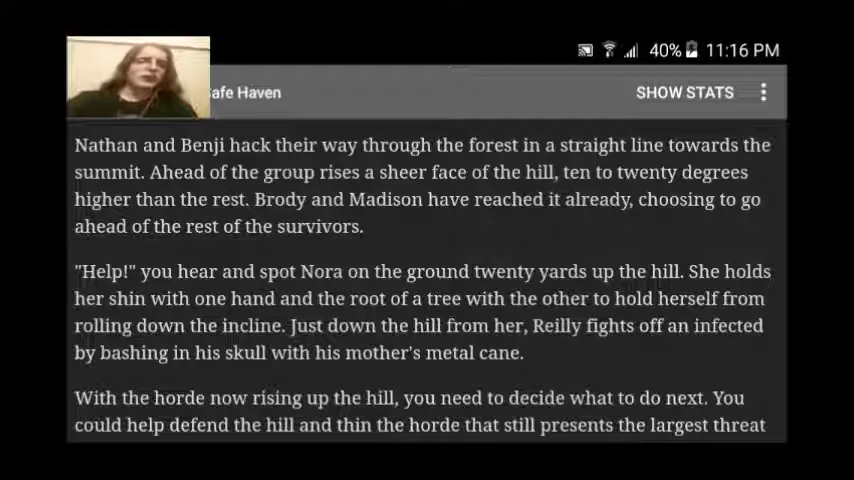 40% 11:16 PM
afe Haven SHOW STATS
Nathan and Benji hack their way through the forest in a straight line towards the
summit. Ahead of the group rises a sheer face of the hill, ten to twenty degrees
higher than the rest. Brody and Madison have reached it already, choosing to go
ahead of the rest of the survivors.
"Help!" you hear and spot Nora on the ground twenty yards up the hill. She holds
her shin with one hand and the root of a tree with the other to hold herself from
rolling down the incline. Just down the hill from her, Reilly fights off an infected
by bashing in his skull with his mother's metal cane.
With the horde now rising up the hill, you need to decide what to do next. You
could help defend the hill and thin the horde that still presents the largest threat